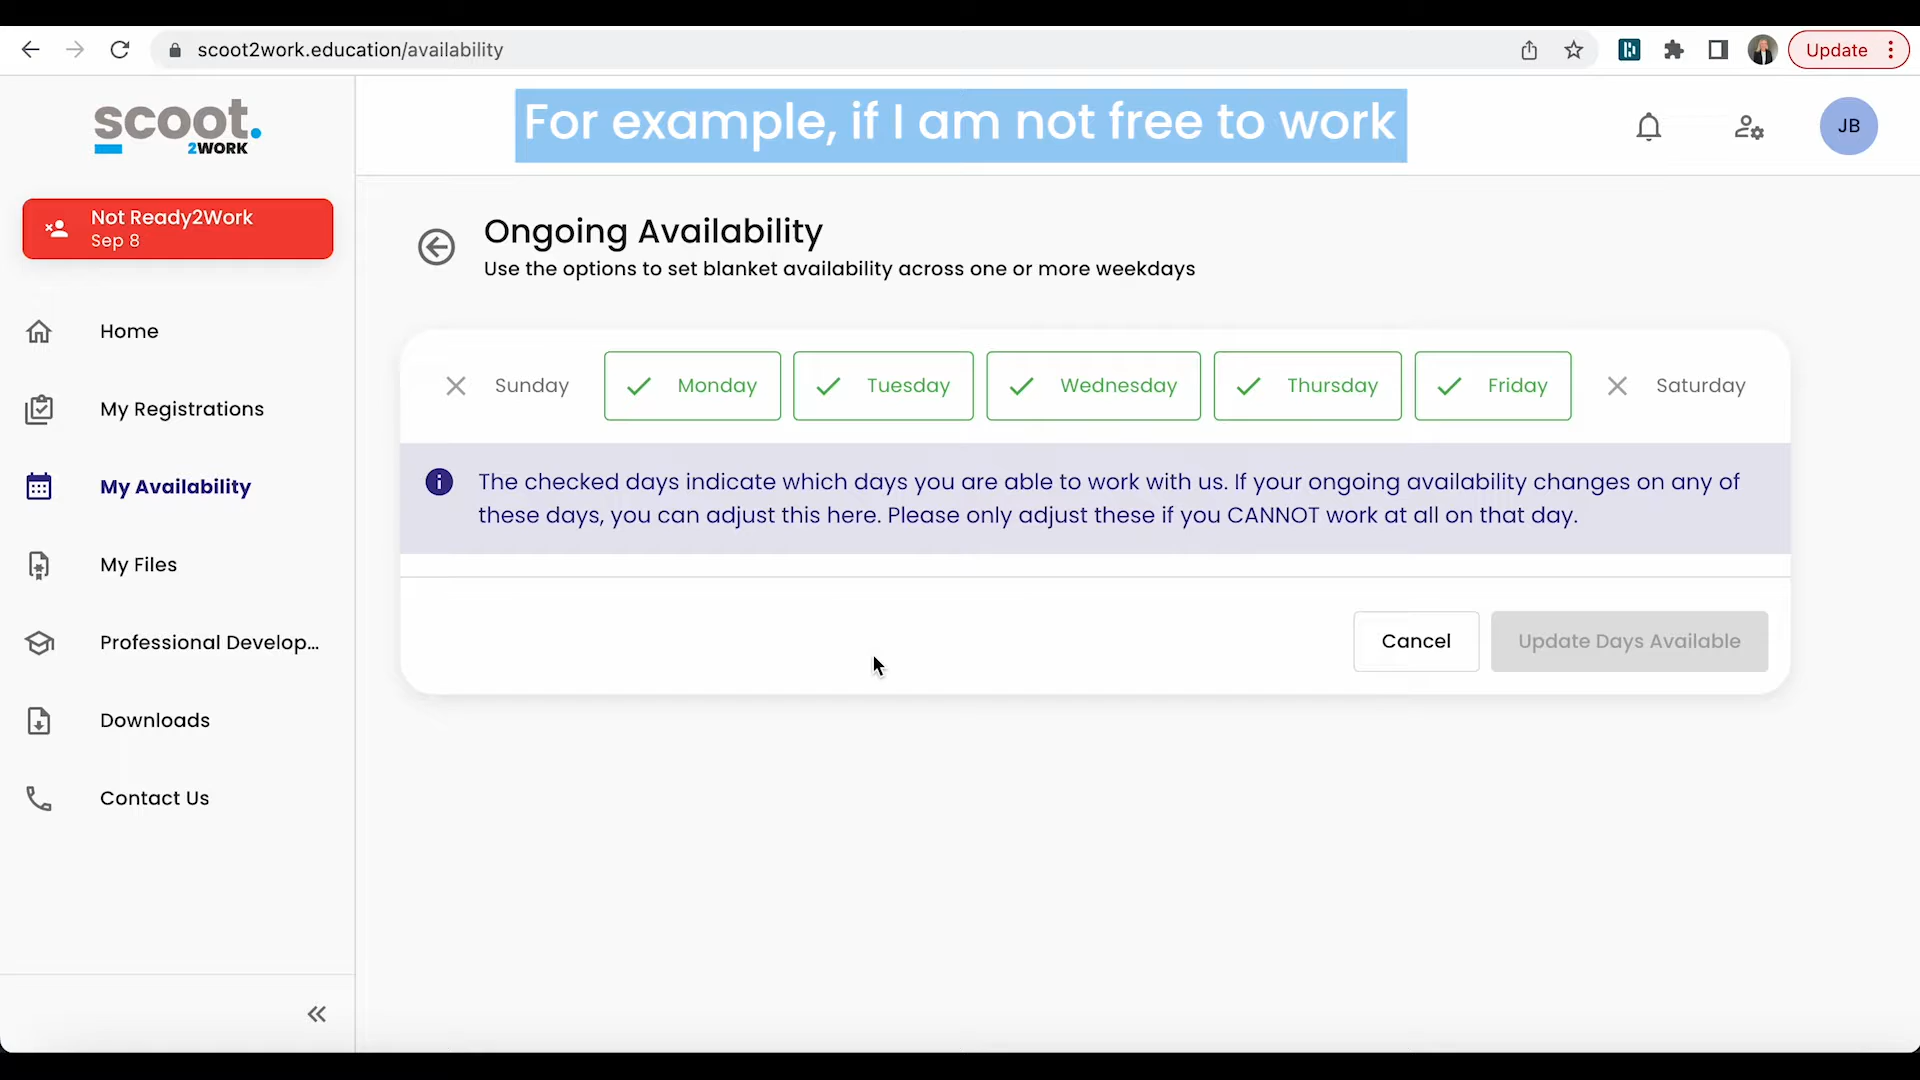 scoot2work.education/availability
Update
scoot.
2WORK
For example, if I am not free to work
JB
Not Ready2Work
Sep 8
Ongoing Availability
Use the options to set blanket availability across one or more weekdays
Home
My Registrations
My Availability
My Files
Professional Develop...
Downloads
Contact Us
Sunday Monday Tuesday Wednesday Thursday Friday Saturday
The checked days indicate which days you are able to work with us. If your ongoing availability changes on any of
these days, you can adjust this here. Please only adjust these if you CANNOT work at all on that day.
Cancel Update Days Available